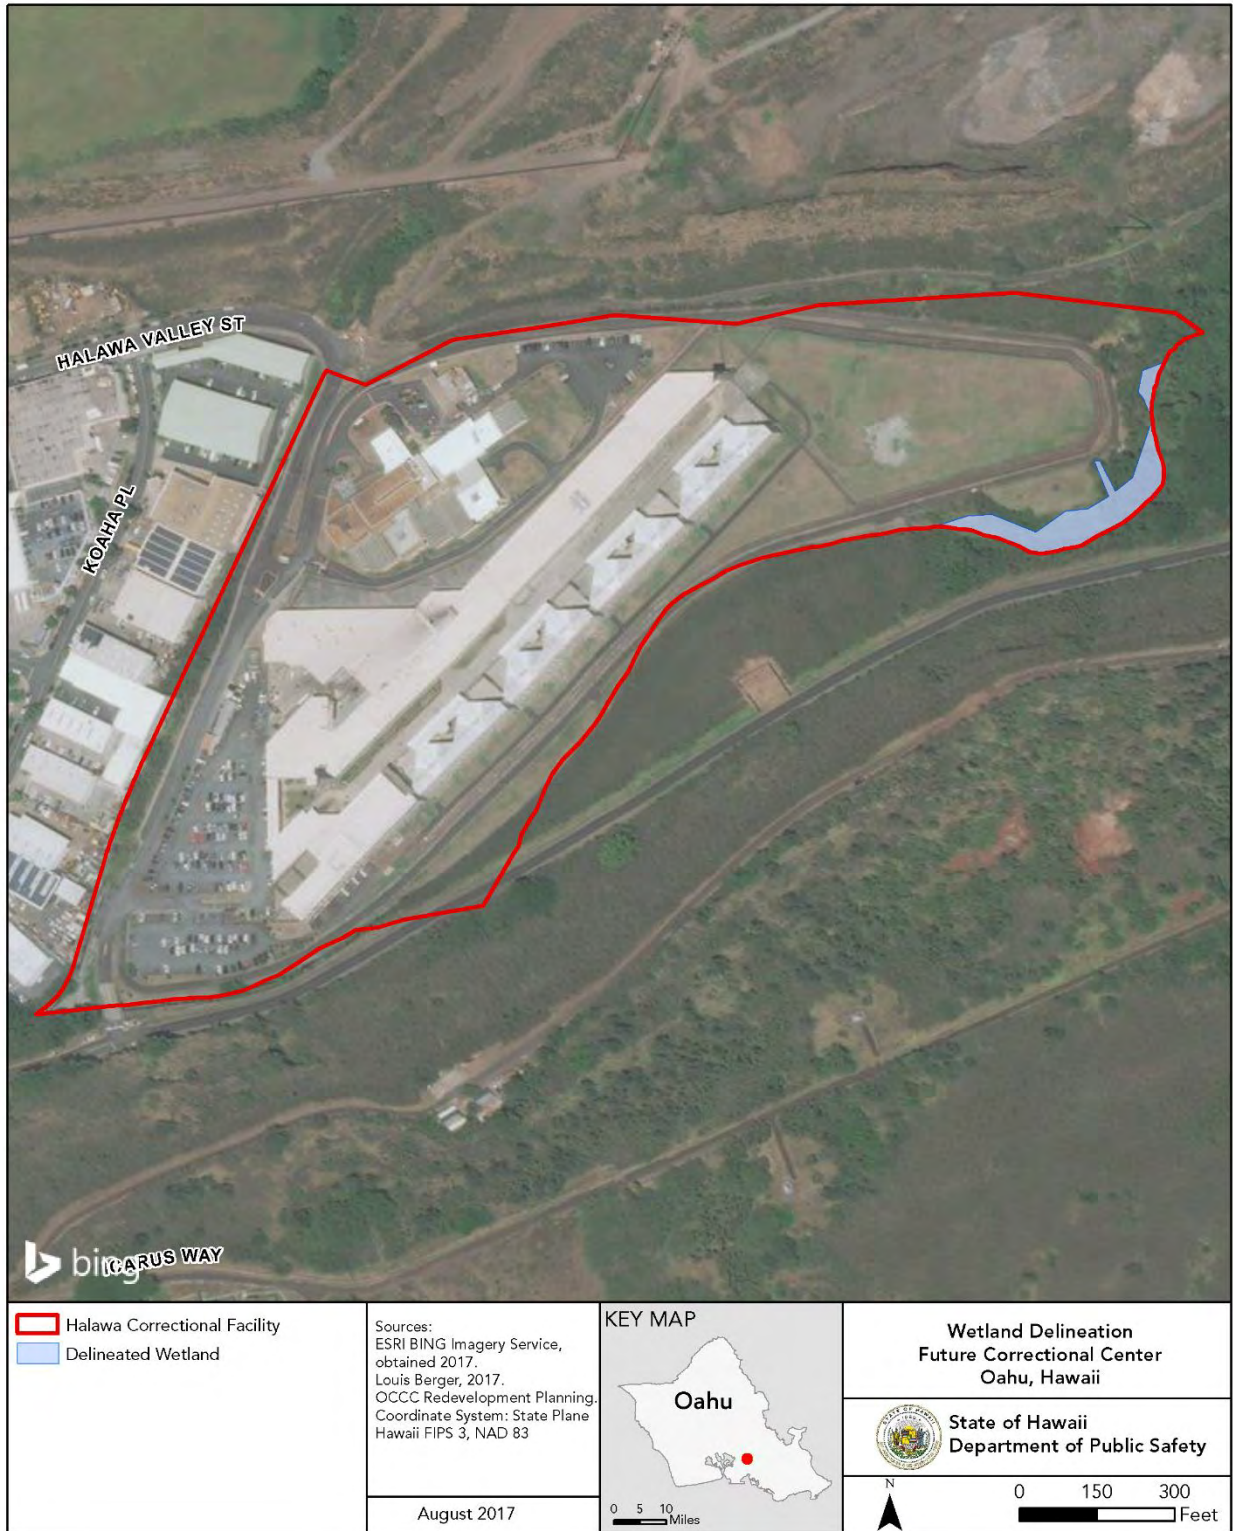 HALAWA VALLEY ST
KOAHA PL
bing
ICARUS WAY
Halawa Correctional Facility
Delineated Wetland
Sources:
ESRI BING Imagery Service,
obtained 2017.
Louis Berger, 2017.
OCCC Redevelopment Planning.
Coordinate System: State Plane
Hawaii FIPS 3, NAD 83
August 2017
KEY MAP
Oahu
0 5 10
Miles
Wetland Delineation
Future Correctional Center
Oahu, Hawaii
State of Hawaii
Department of Public Safety
N
0 150 300
Feet